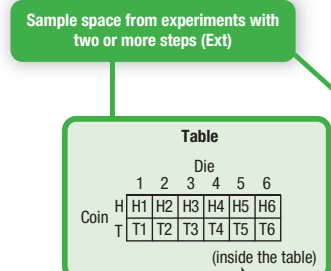 Sample space from experiments with
two or more steps (Ext)
Table
Die
1 2 3 4 5 6
Coin
H H1 H2 H3 H4 H5 H6
T T1 T2 T3 T4 T5 T6
(inside the table)